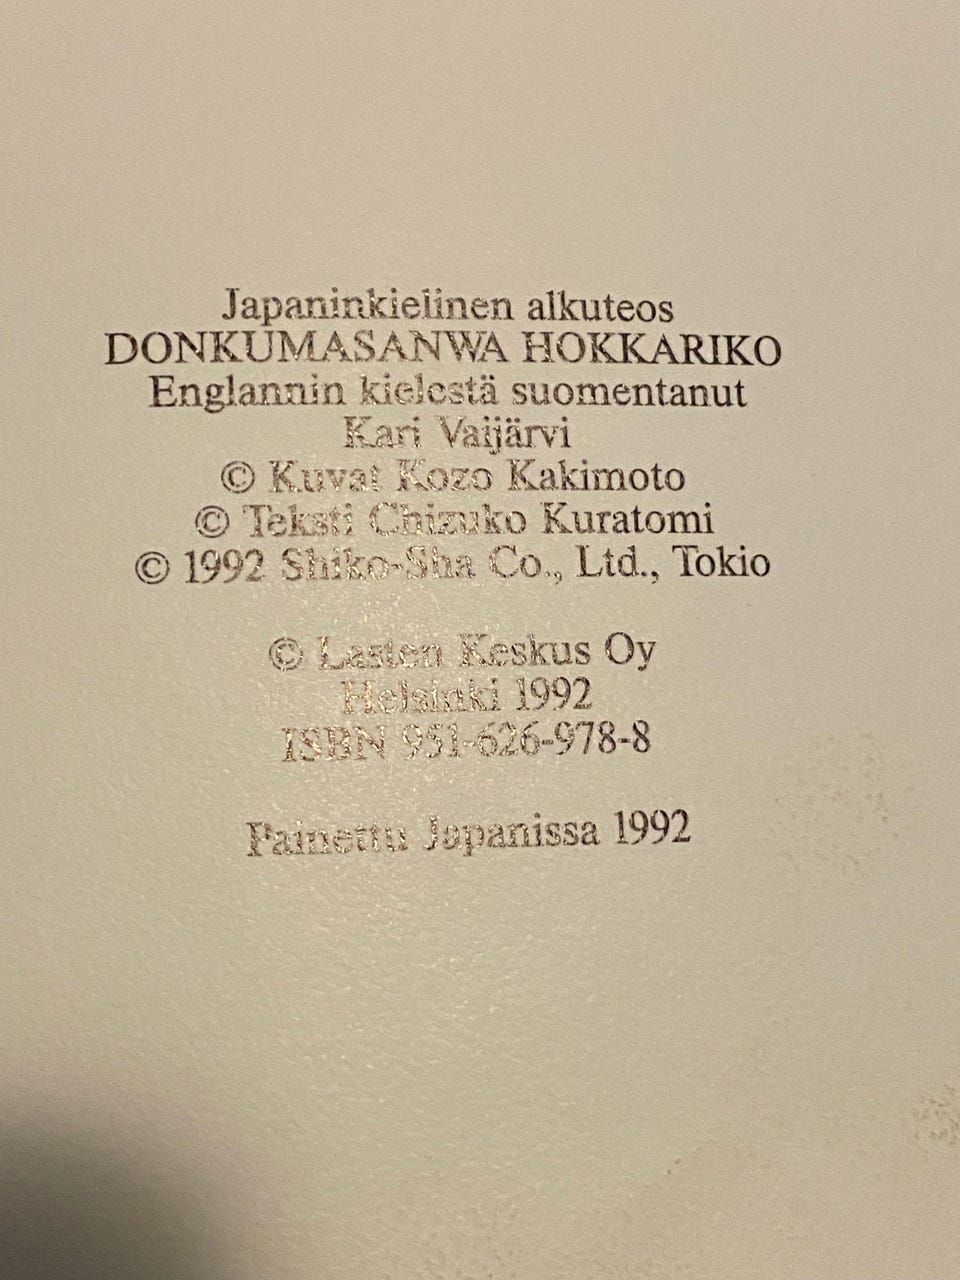 Japaninkielinen alkuteos
DONKUMASANWA HOKKARIKO
Englannin kielestä suomentanut
Kari Vaijärvi
© Kuvat Kozo Kakimoto
© Teksti Chizuko Kuratomi
© 1992 Shiko-Sha Co., Ltd., Tokio
© Lasten Keskus Oy
Helsinki 1992
ISBN 951-626-978-8
Painettu Japanissa 1992